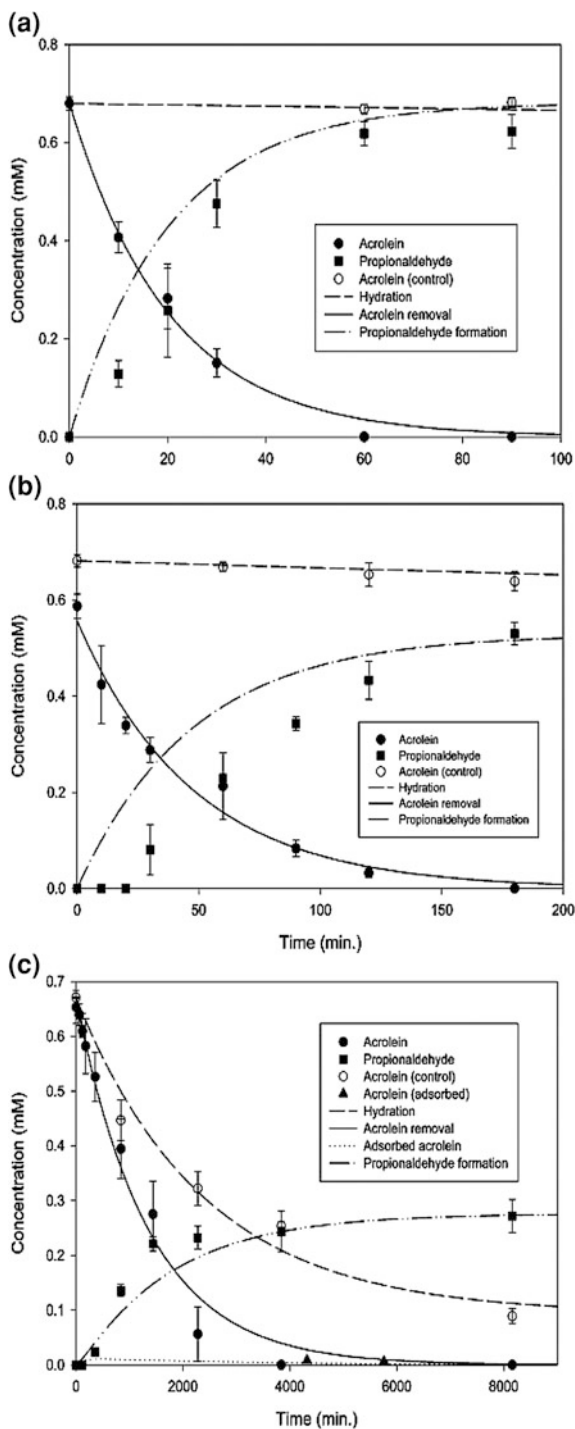 (a)
0.8
0.6
0.4
0.2
0.0
Concentration (mM)
Acrolein
Propionaldehyde
Acrolein (control)
Hydration
Acrolein removal
Propionaldehyde formation
0 20 40 60 80 100
(b)
0.8
0.6
0.4
0.2
0.0
Concentration (mM)
Acrolein
Propionaldehyde
Acrolein (control)
Hydration
Acrolein removal
Propionaldehyde formation
0 50 100 150 200
Time (min.)
(c)
0.7
0.6
0.5
0.4
0.3
0.2
0.1
0.0
Concentration (mM)
Acrolein
Propionaldehyde
Acrolein (control)
Acrolein (adsorbed)
Hydration
Acrolein removal
Adsorbed acrolein
Propionaldehyde formation
0 2000 4000 6000 8000
Time (min.)